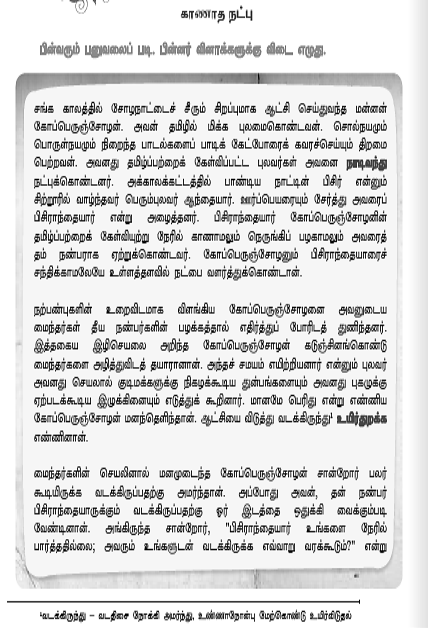 காணாத நட்பு
பின்வரும் பனுவலைப் படி. பின்னர் வினாக்களுக்கு விடை எழுது.
சங்க காலத்தில் சோழநாட்டைச் சீரும் சிறப்புமாக ஆட்சி செய்துவந்த மன்னன்
கோப்பெருஞ்சோழன். அவன் தமிழில் மிக்க புலமைகொண்டவன். சொல்நயமும்
பொருள்நயமும் நிறைந்த பாடல்களைப் பாடிக் கேட்போரைக் கவரச்செய்யும் திறமை
பெற்றவன். அவனது தமிழ்ப்பற்றைக் கேள்விப்பட்ட புலவர்கள் அவனை நாடிவந்து
நட்புக்கொண்டனர். அக்காலக்கட்டத்தில் பாண்டிய நாட்டின் பிசிர் என்னும்
சிற்றூரில் வாழ்ந்தவர் பெரும்புலவர் ஆந்தையார். ஊர்ப்பெயரையும் சேர்த்து அவரைப்
பிசிராந்தையார் என்று அழைத்தனர். பிசிராந்தையார் கோப்பெருஞ்சோழனின்
தமிழ்ப்பற்றைக் கேள்வியுற்று நேரில் காணாமலும் நெருங்கிப் பழகாமலும் அவரைத்
தம் நண்பராக ஏற்றுக்கொண்டவர். கோப்பெருஞ்சோழனும் பிசிராந்தையாரைச்
சந்திக்காமலேயே உள்ளத்தளவில் நட்பை வளர்த்துக்கொண்டான்.
நற்பண்புகளின் உறைவிடமாக விளங்கிய கோப்பெருஞ்சோழனை அவனுடைய
மைந்தர்கள் தீய நண்பர்களின் பழக்கத்தால் எதிர்த்துப் போரிடத் துணிந்தனர்.
இத்தகைய இழிசெயலை அறிந்த கோப்பெருஞ்சோழன் கடுஞ்சினங்கொண்டு
மைந்தர்களை அழித்துவிடத் தயாரானான். அந்தச் சமயம் எயிற்றியனார் என்னும் புலவர்
அவனது செயலால் குடிமக்களுக்கு நிகழக்கூடிய துன்பங்களையும் அவனது புகழுக்கு
ஏற்படக்கூடிய இழுக்கினையும் எடுத்துக் கூறினார். மானமே பெரிது என்று எண்ணிய
கோப்பெருஞ்சோழன் மனந்தெளிந்தான். ஆட்சியை விடுத்து வடக்கிருந்து¹ உயிர்துறக்க
எண்ணினான்.
மைந்தர்களின் செயலினால் மனமுடைந்த கோப்பெருஞ்சோழன் சான்றோர் பலர்
கூடியிருக்க வடக்கிருப்பதற்கு அமர்ந்தான். அப்போது அவன், தன் நண்பர்
பிசிராந்தையாருக்கும் வடக்கிருப்பதற்கு ஓர் இடத்தை ஒதுக்கி வைக்கும்படி
வேண்டினான். அங்கிருந்த சான்றோர், "பிசிராந்தையார் உங்களை நேரில்
பார்த்ததில்லை; அவரும் உங்களுடன் வடக்கிருக்க எவ்வாறு வரக்கூடும்?" என்று
¹வடக்கிருந்து – வடதிசை நோக்கி அமர்ந்து, உண்ணாநோன்பு மேற்கொண்டு உயிர்விடுதல்